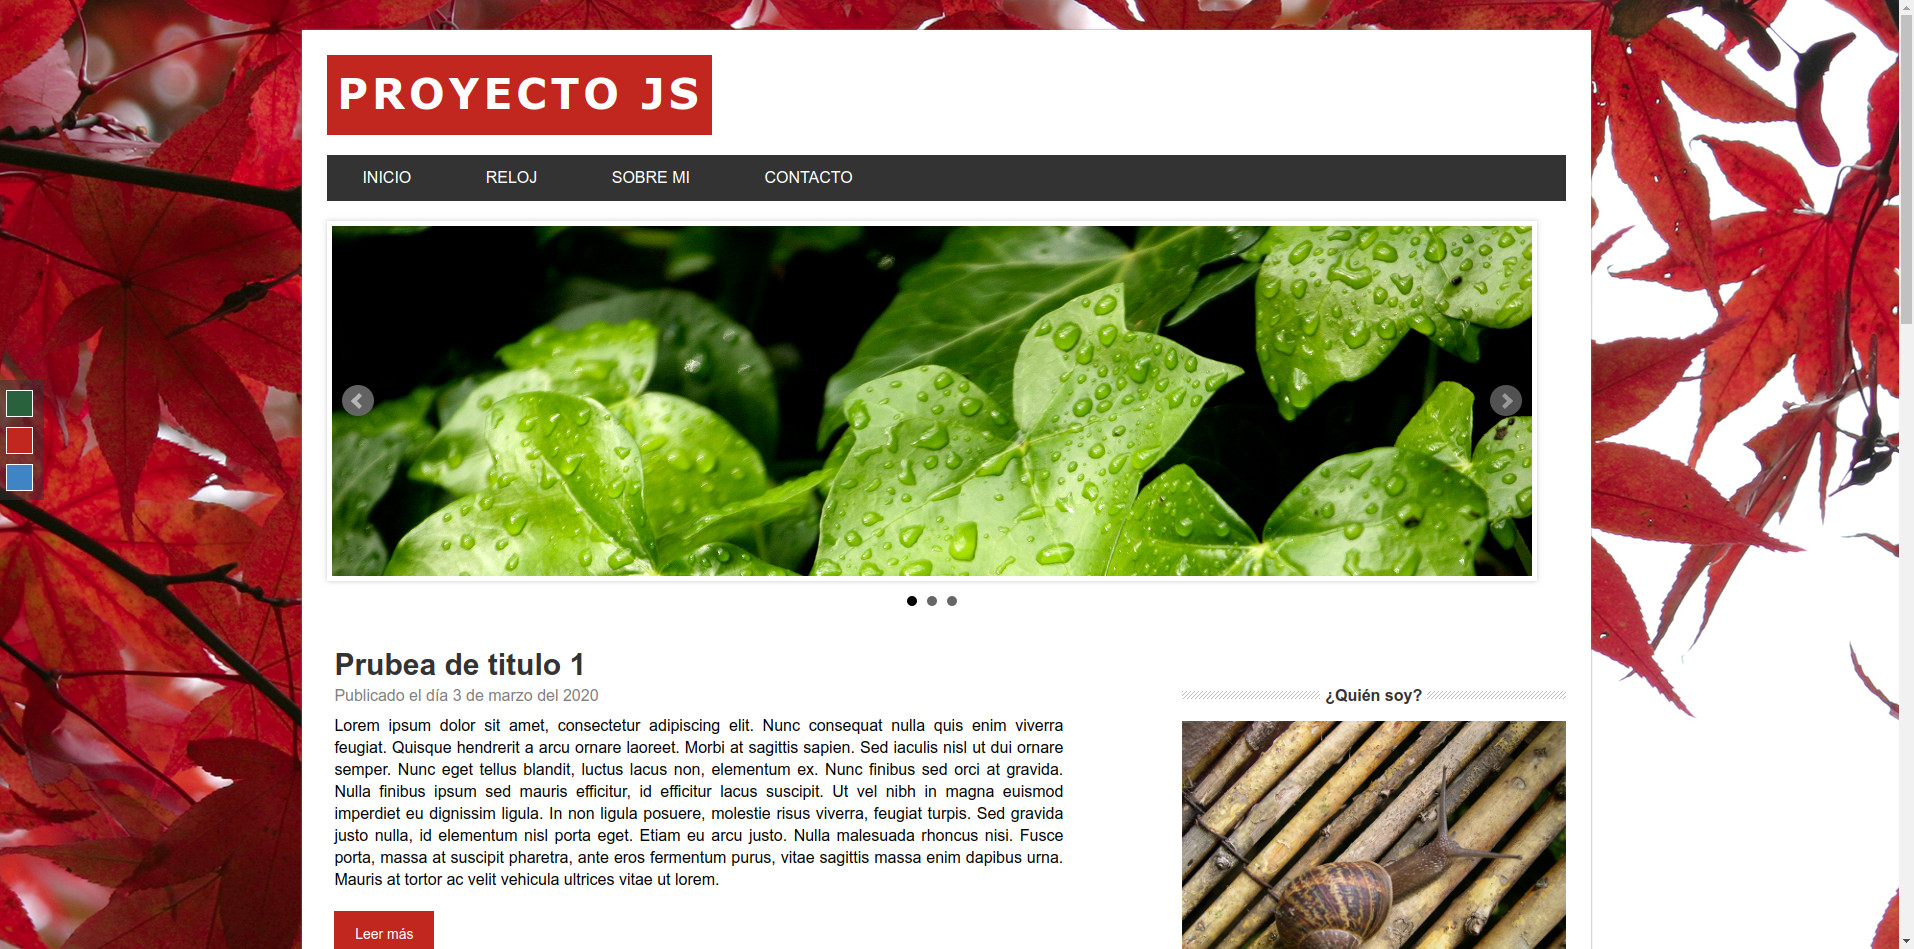 PROYECTO JS
INICIO RELOJ SOBRE MI CONTACTO
Prubea de titulo 1
Publicado el día 3 de marzo del 2020
Lorem ipsum dolor sit amet, consectetur adipiscing elit. Nunc consequat nulla quis enim viverra
feugiat. Quisque hendrerit a arcu ornare laoreet. Morbi at sagittis sapien. Sed iaculis nisl ut dui ornare
semper. Nunc eget tellus blandit, luctus lacus non, elementum ex. Nunc finibus sed orci at gravida.
Nulla finibus ipsum sed mauris efficitur, id efficitur lacus suscipit. Ut vel nibh in magna euismod
imperdiet eu dignissim ligula. In non ligula posuere, molestie risus viverra, feugiat turpis. Sed gravida
justo nulla, id elementum nisl porta eget. Etiam eu arcu justo. Nulla malesuada rhoncus nisi. Fusce
porta, massa at suscipit pharetra, ante eros fermentum purus, vitae sagittis massa enim dapibus urna.
Mauris at tortor ac velit vehicula ultrices vitae ut lorem.
Leer más
¿Quién soy?